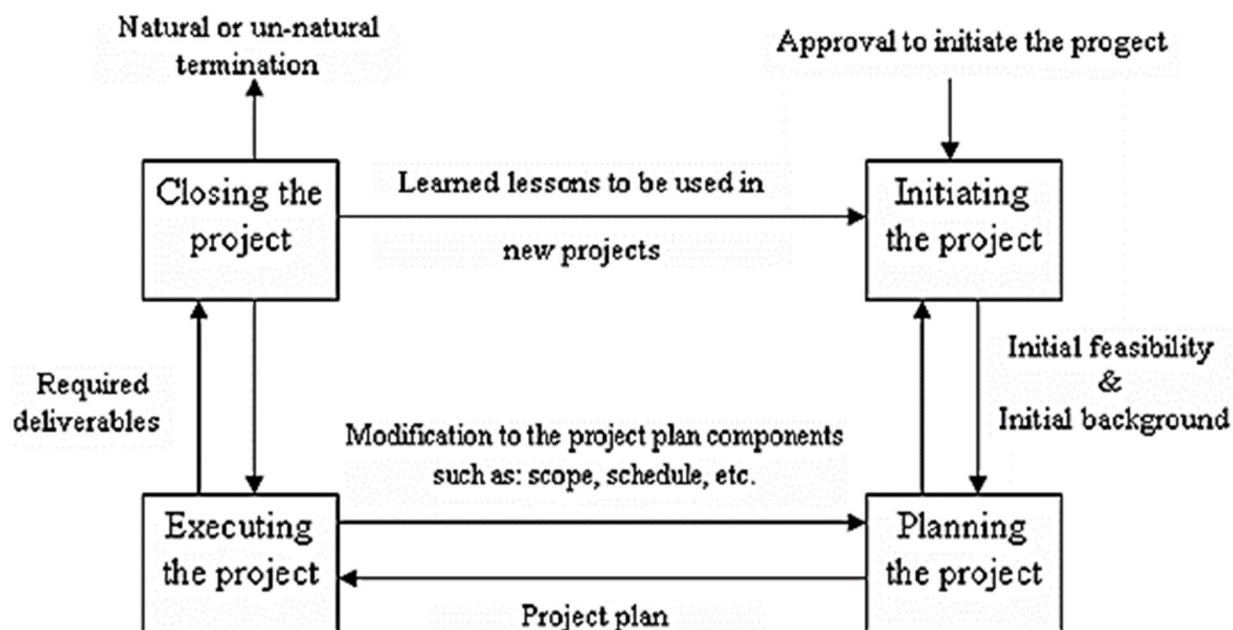 Natural or un-natural
termination
Approval to initiate the progect
Closing the
project
Learned lessons to be used in
new projects
Initiating
the project
Required
deliverables
Initial feasibility
&
Initial background
Modification to the project plan components
such as: scope, schedule, etc.
Executing
the project
Planning
the project
Project plan